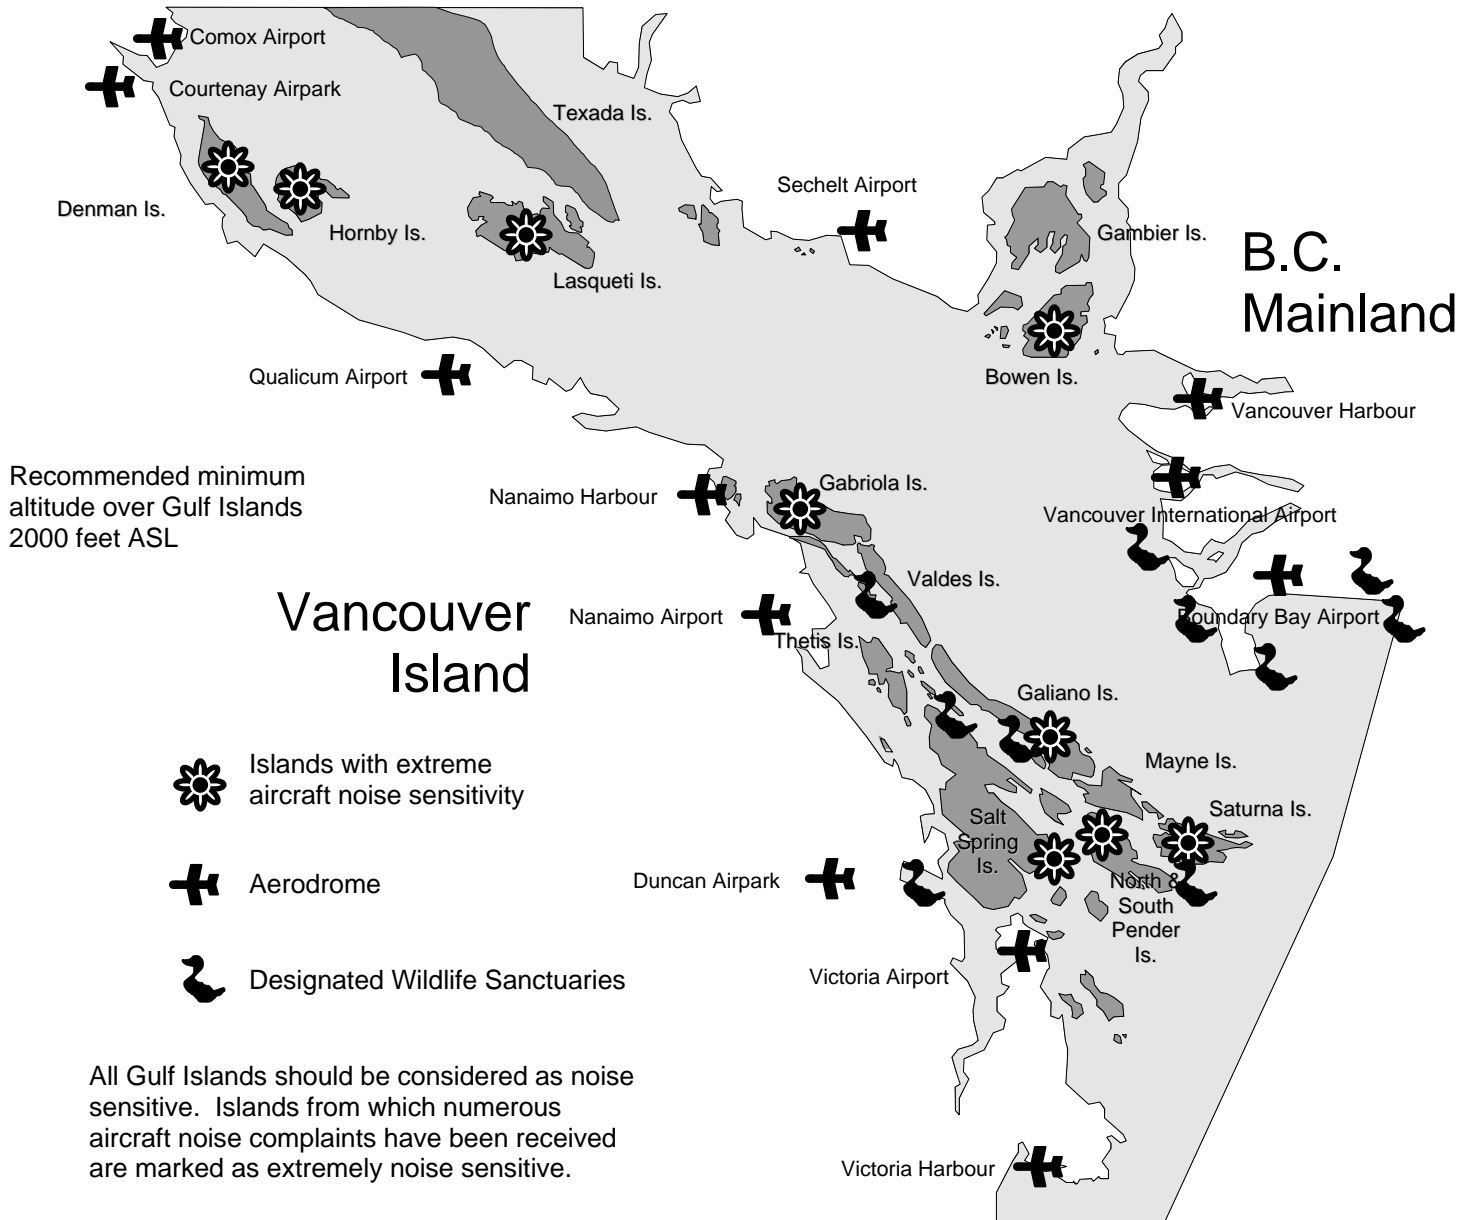 Comox Airport
Courtenay Airpark
Texada Is.
Sechelt Airport
Denman Is.
Hornby Is.
Gambier Is.
B.C.
Mainland
Lasqueti Is.
Qualicum Airport
Bowen Is.
Vancouver Harbour
Recommended minimum
altitude over Gulf Islands
2000 feet ASL
Nanaimo Harbour
Gabriola Is.
Vancouver International Airport
Valdes Is.
Vancouver
Island
Nanaimo Airport
Boundary Bay Airport
Thetis Is.
Galiano Is.
Islands with extreme
aircraft noise sensitivity
Mayne Is.
Saturna Is.
Salt
Spring
Is.
Aerodrome
Duncan Airpark
North &
South
Pender
Is.
Designated Wildlife Sanctuaries
Victoria Airport
All Gulf Islands should be considered as noise
sensitive.  Islands from which numerous
aircraft noise complaints have been received
are marked as extremely noise sensitive.
Victoria Harbour